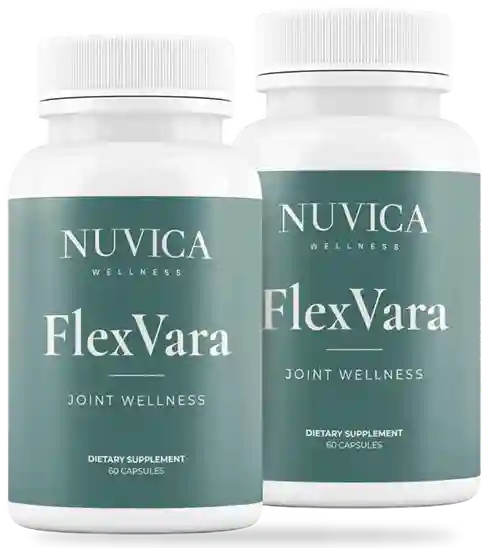 NUVICA
WELLNESS
FlexVara
JOINT WELLNESS
DIETARY SUPPLEMENT
60 CAPSULES
NUVICA
WELLNESS
FlexVara
JOINT WELLNESS
DIETARY SUPPLEMENT
60 CAPSULES